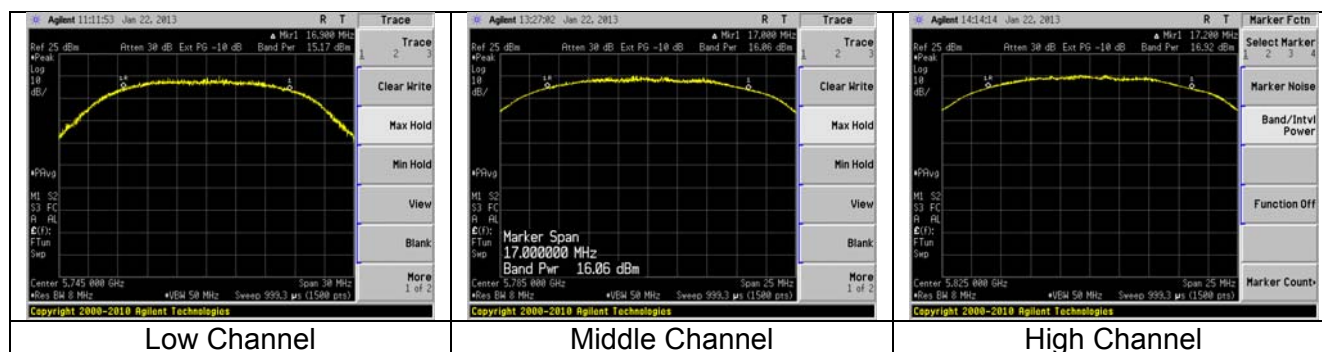 Agilent 11:11:53 Jan 22, 2013 R T
Trace
▲ Mkr1 16.900 MHz
Ref 25 dBm Atten 30 dB Ext PG -10 dB Band Pwr 15.17 dBm
#Peak
Log
10
dB/
1R
1
#PAvg
M1 S2
S3 FC
A AA
£(f):
FTun
Swp
Center 5.745 000 GHz Span 30 MHz
#Res BW 8 MHz #VBW 50 MHz Sweep 999.3 µs (1500 pts)
Copyright 2000-2010 Agilent Technologies
Trace
1 2 3
Clear Write
Max Hold
Min Hold
View
Blank
More
1 of 2
Low Channel
Agilent 13:27:02 Jan 22, 2013 R T
Trace
▲ Mkr1 17.000 MHz
Ref 25 dBm Atten 30 dB Ext PG -10 dB Band Pwr 16.06 dBm
#Peak
Log
10
dB/
1R
1
#PAvg
M1 S2
S3 FC
A AA
£(f):
FTun
Swp
Marker Span
17.000000 MHz
Band Pwr 16.06 dBm
Center 5.785 000 GHz Span 25 MHz
#Res BW 8 MHz #VBW 50 MHz Sweep 999.3 µs (1500 pts)
Copyright 2000-2010 Agilent Technologies
Trace
1 2 3
Clear Write
Max Hold
Min Hold
View
Blank
More
1 of 2
Middle Channel
Agilent 14:14:14 Jan 22, 2013 R T
Marker Fctn
▲ Mkr1 17.200 MHz
Ref 25 dBm Atten 30 dB Ext PG -10 dB Band Pwr 16.92 dBm
#Peak
Log
10
dB/
1R
1
#PAvg
M1 S2
S3 FC
A AA
£(f):
FTun
Swp
Center 5.825 000 GHz Span 25 MHz
#Res BW 8 MHz #VBW 50 MHz Sweep 999.3 µs (1500 pts)
Copyright 2000-2010 Agilent Technologies
Select Marker
1 2 3 4
Marker Noise
Band/Intvl
Power
Function Off
Marker Count▸
High Channel